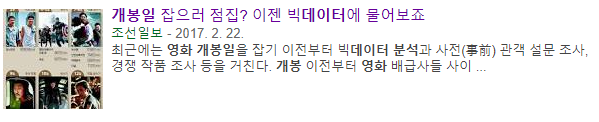 개봉일 잡으러 점집? 이젠 빅데이터에 물어보죠
조선일보 - 2017. 2. 22.
최근에는 영화 개봉일을 잡기 이전부터 빅데이터 분석과 사전(事前) 관객 설문 조사,
경쟁 작품 조사 등을 거친다. 개봉 이전부터 영화 배급사들 사이 ...